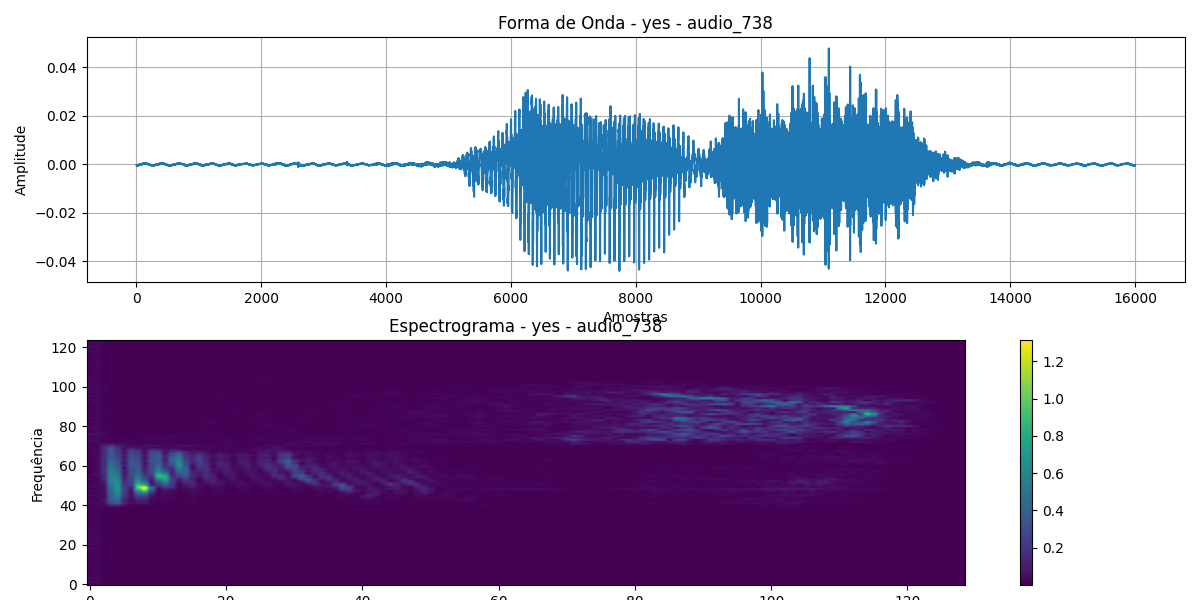 Forma de Onda - yes - audio_738
Amplitude
0.04
0.02
0.00
−0.02
−0.04
0 2000 4000 6000 8000 10000 12000 14000 16000
Amostras
Espectrograma - yes - audio_738
Frequência
120
100
80
60
40
20
0
0 20 40 60 80 100 120
1.2
1.0
0.8
0.6
0.4
0.2